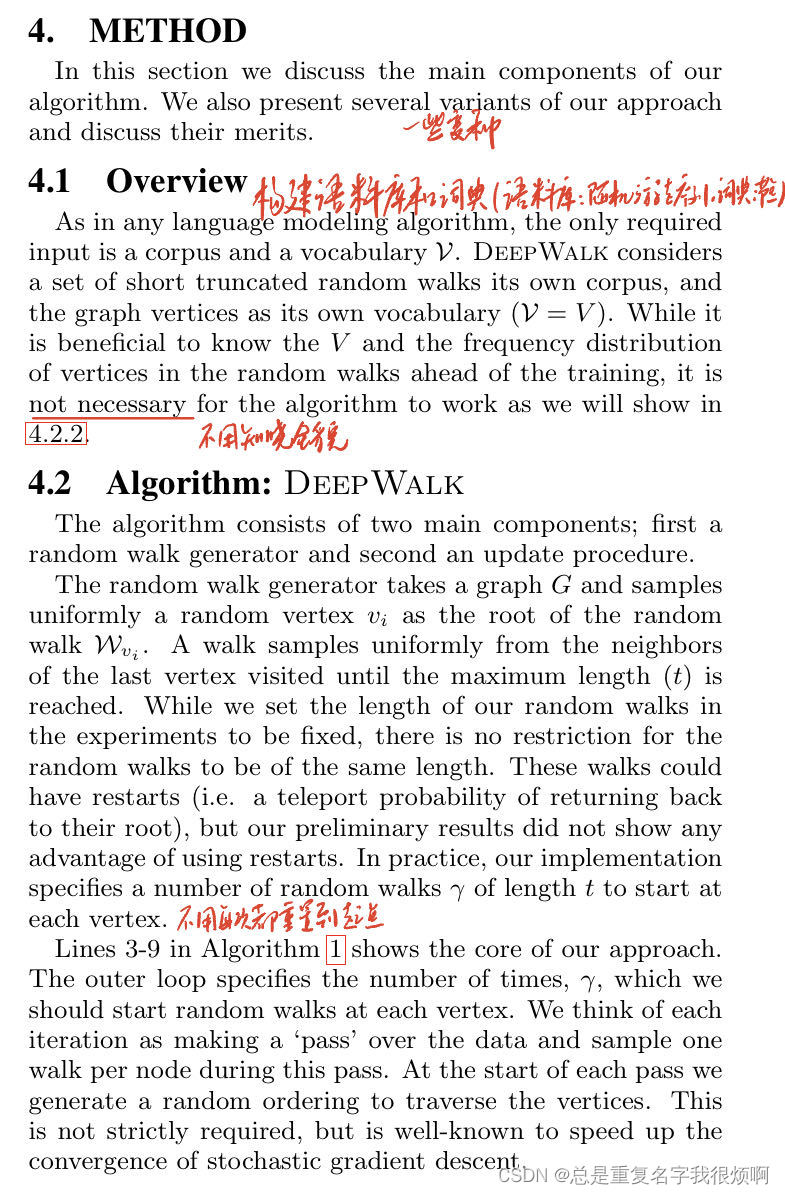 4. METHOD
In this section we discuss the main components of our
algorithm. We also present several variants of our approach
and discuss their merits.
一些变种
4.1 Overview
构建语料库和词典(语料库:随机游走序列,词典:
As in any language modeling algorithm, the only required
input is a corpus and a vocabulary 𝒱. DEEPWALK considers
a set of short truncated random walks its own corpus, and
the graph vertices as its own vocabulary (𝒱 = V). While it
is beneficial to know the V and the frequency distribution
of vertices in the random walks ahead of the training, it is
not necessary for the algorithm to work as we will show in
4.2.2.
不用知晓全貌
4.2 Algorithm: DEEPWALK
The algorithm consists of two main components; first a
random walk generator and second an update procedure.
The random walk generator takes a graph G and samples
uniformly a random vertex vᵢ as the root of the random
walk 𝒲vᵢ. A walk samples uniformly from the neighbors
of the last vertex visited until the maximum length (t) is
reached. While we set the length of our random walks in
the experiments to be fixed, there is no restriction for the
random walks to be of the same length. These walks could
have restarts (i.e. a teleport probability of returning back
to their root), but our preliminary results did not show any
advantage of using restarts. In practice, our implementation
specifies a number of random walks γ of length t to start at
each vertex.
不用每次都重置到起点
Lines 3-9 in Algorithm 1 shows the core of our approach.
The outer loop specifies the number of times, γ, which we
should start random walks at each vertex. We think of each
iteration as making a ‘pass’ over the data and sample one
walk per node during this pass. At the start of each pass we
generate a random ordering to traverse the vertices. This
is not strictly required, but is well-known to speed up the
convergence of stochastic gradient descent.
CSDN @总是重复名字我很烦啊